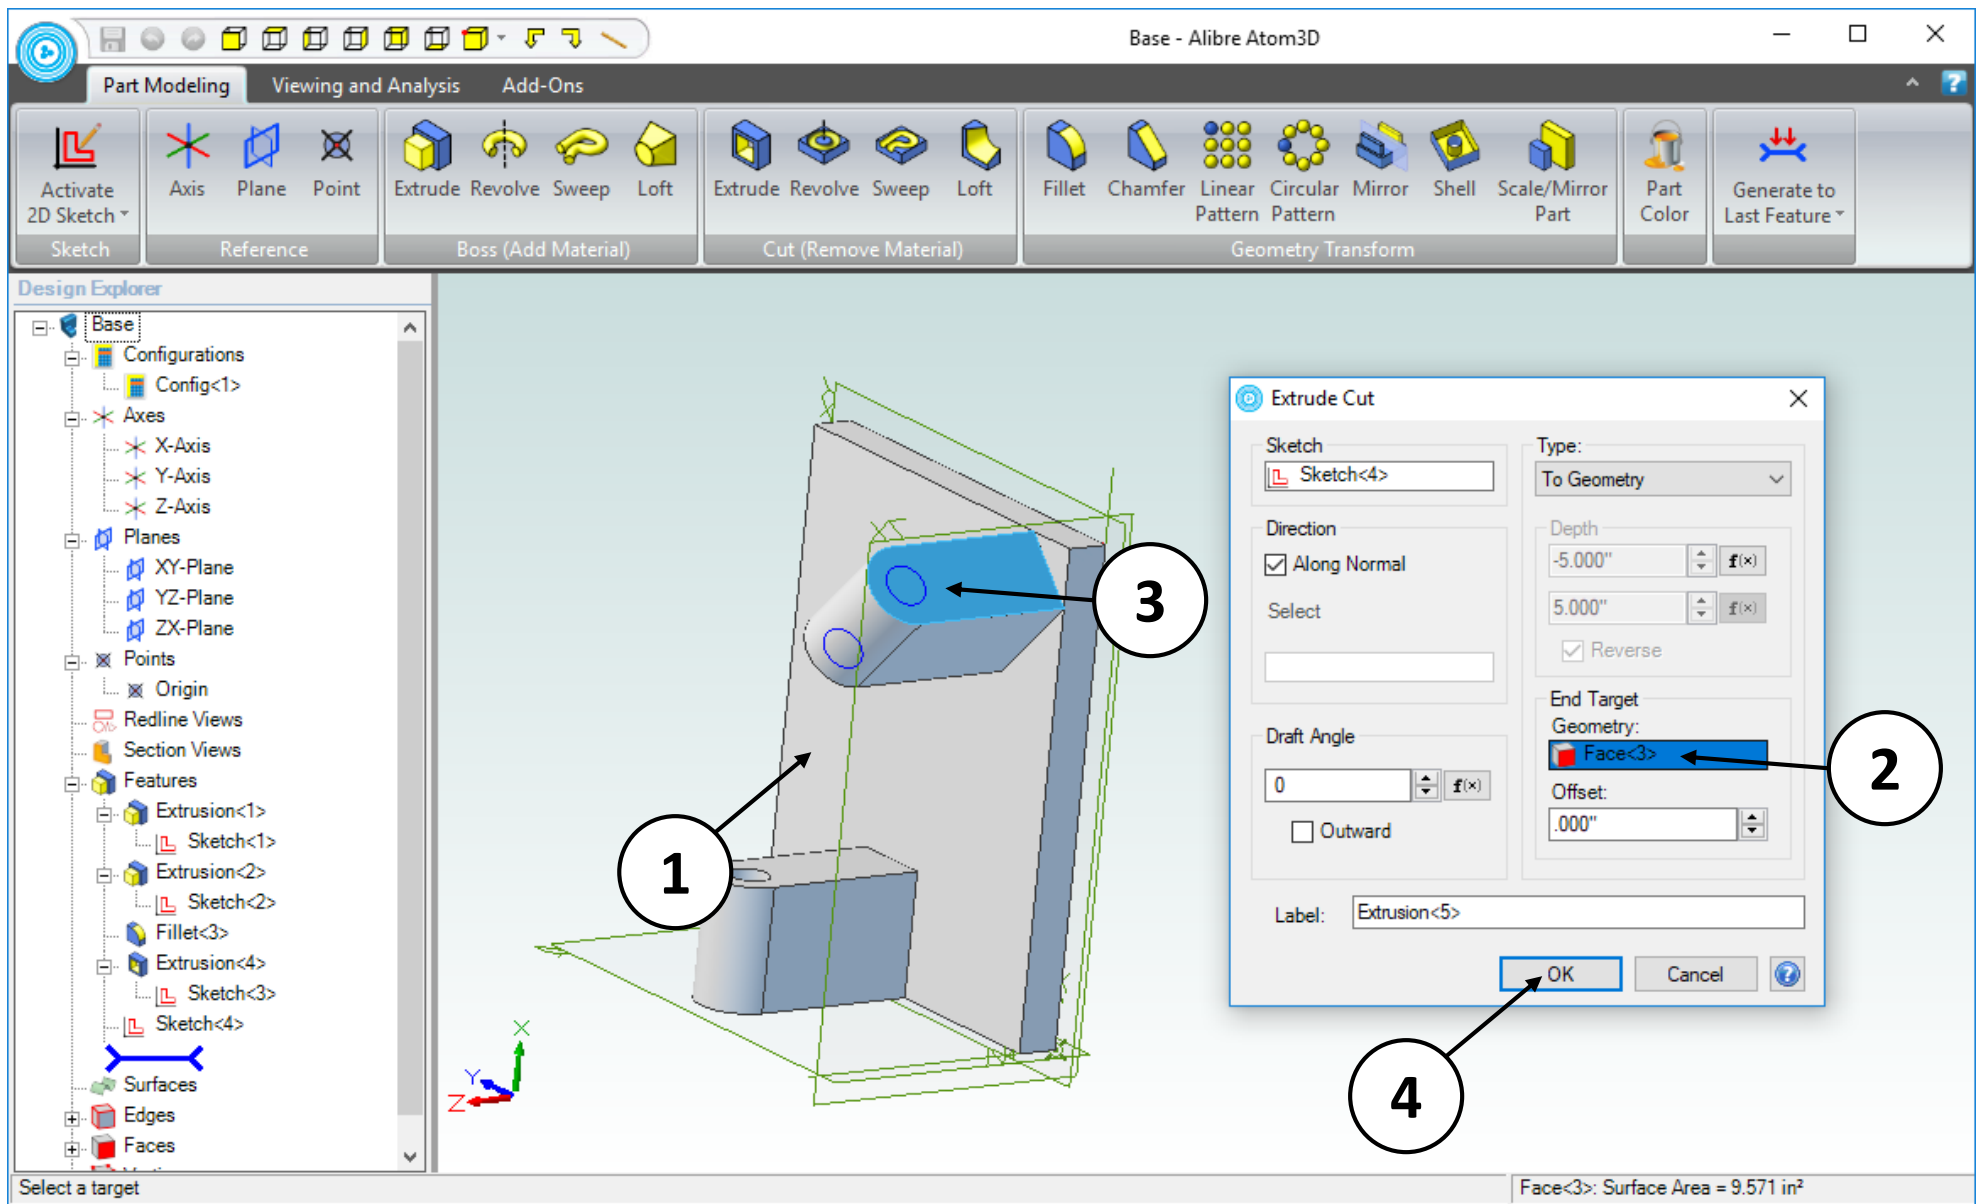 Base - Alibre Atom3D
Part Modeling
Viewing and Analysis
Add-Ons
?
Activate
2D Sketch
Sketch
Axis
Plane
Point
Reference
Extrude
Revolve
Sweep
Loft
Boss (Add Material)
Extrude
Revolve
Sweep
Loft
Cut (Remove Material)
Fillet
Chamfer
Linear
Pattern
Circular
Pattern
Mirror
Shell
Scale/Mirror
Part
Geometry Transform
Part
Color
Generate to
Last Feature
Design Explorer
Base
Configurations
Config<1>
Axes
X-Axis
Y-Axis
Z-Axis
Planes
XY-Plane
YZ-Plane
ZX-Plane
Points
Origin
Redline Views
Section Views
Features
Extrusion<1>
Sketch<1>
Extrusion<2>
Sketch<2>
Fillet<3>
Extrusion<4>
Sketch<3>
Sketch<4>
Surfaces
Edges
Faces
X
Y
Z
1
3
2
4
Extrude Cut
Sketch
Sketch<4>
Direction
Along Normal
Select
Draft Angle
0
f(x)
Outward
Type:
To Geometry
Depth
-5.000"
f(x)
5.000"
f(x)
Reverse
End Target
Geometry:
Face<3>
Offset:
.000"
Label:
Extrusion<5>
OK
Cancel
?
Select a target
Face<3>: Surface Area = 9.571 in²